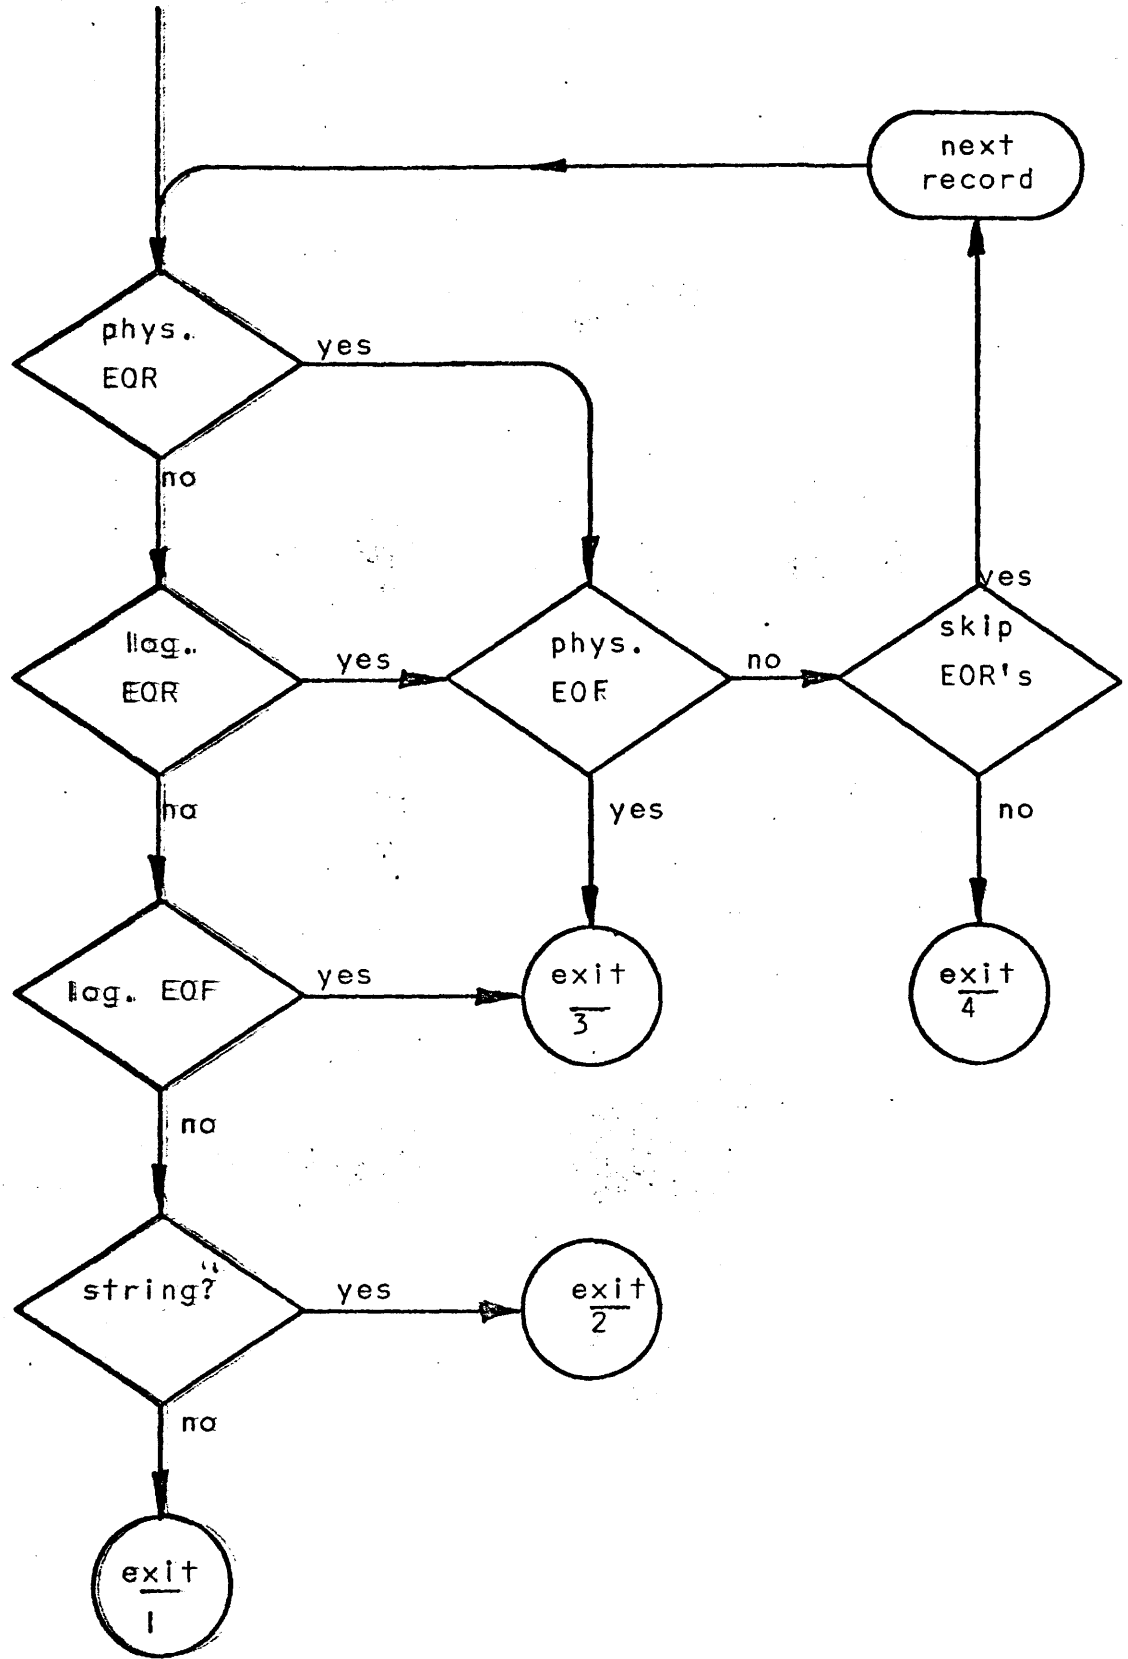 next
record
phys.
EOR
yes
no
yes
log.
EOR
yes
phys.
EOF
no
skip
EOR's
no
yes
no
log. EOF
yes
exit
3
exit
4
no
string?
yes
exit
2
no
exit
1